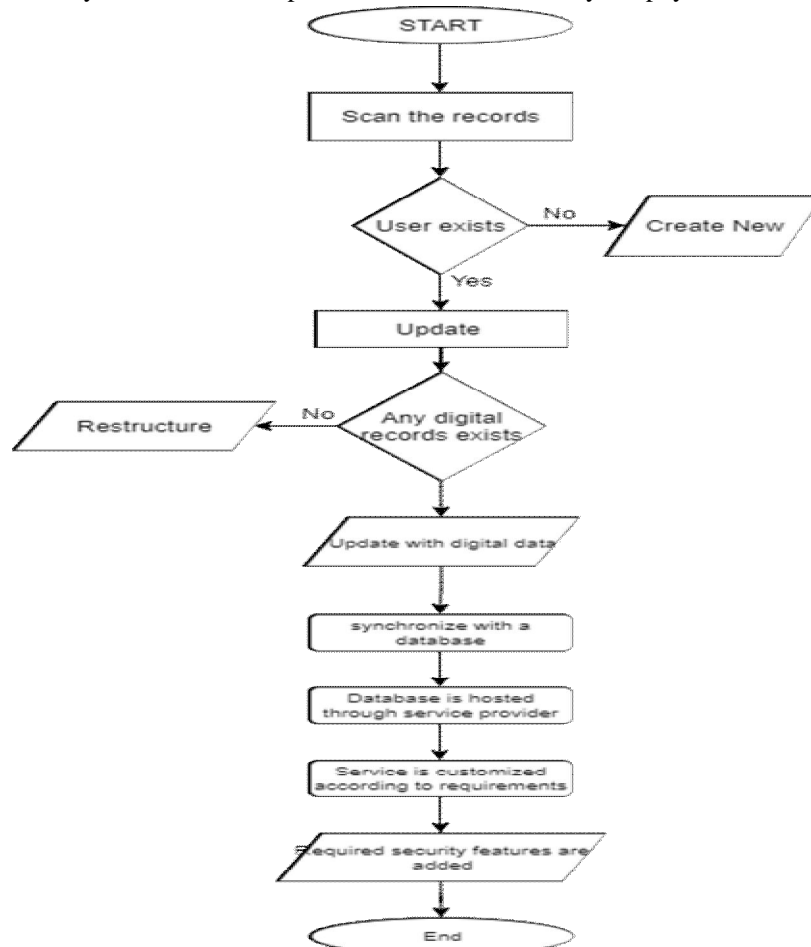 START
Scan the records
User exists
No
Create New
Yes
Update
No
Any digital
records exists
Restructure
Update with digital data
synchronize with a
database
Database is hosted
through service provider
Service is customized
according to requirements
Required security features are
added
End